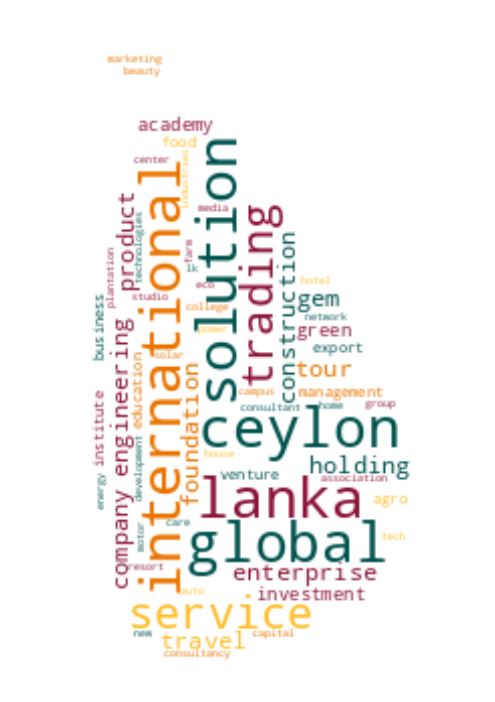 marketing
beauty
academy
food
center
solution
international
industries
product
technologies
media
trading
farm
construction
lk
plantation
eco
studio
business
hotel
gem
college
network
green
power
export
company engineering
solar
education
tour
foundation
campus
management
institute
consultant
home
group
ceylon
development
house
holding
venture
energy
association
lanka
agro
care
motor
global
tech
resort
enterprise
auto
investment
service
new
travel
capital
consultancy